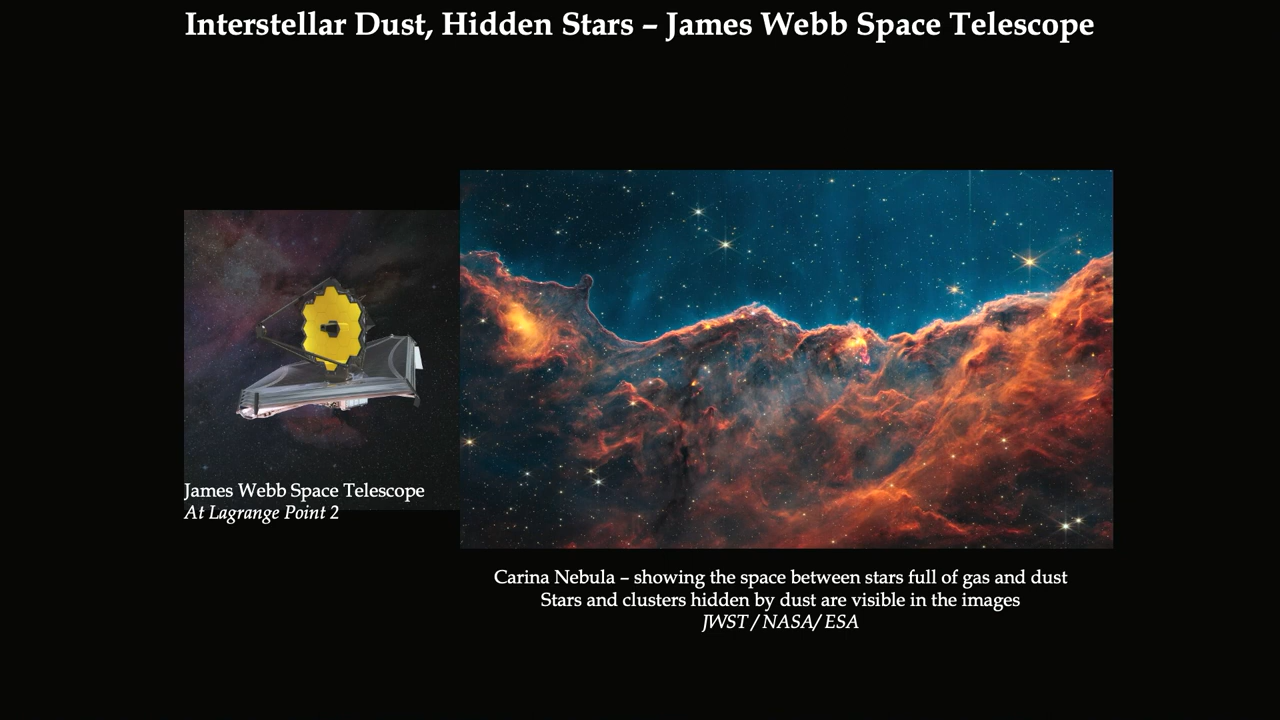 Interstellar Dust, Hidden Stars – James Webb Space Telescope
James Webb Space Telescope
At Lagrange Point 2
Carina Nebula – showing the space between stars full of gas and dust
Stars and clusters hidden by dust are visible in the images
JWST / NASA/ ESA